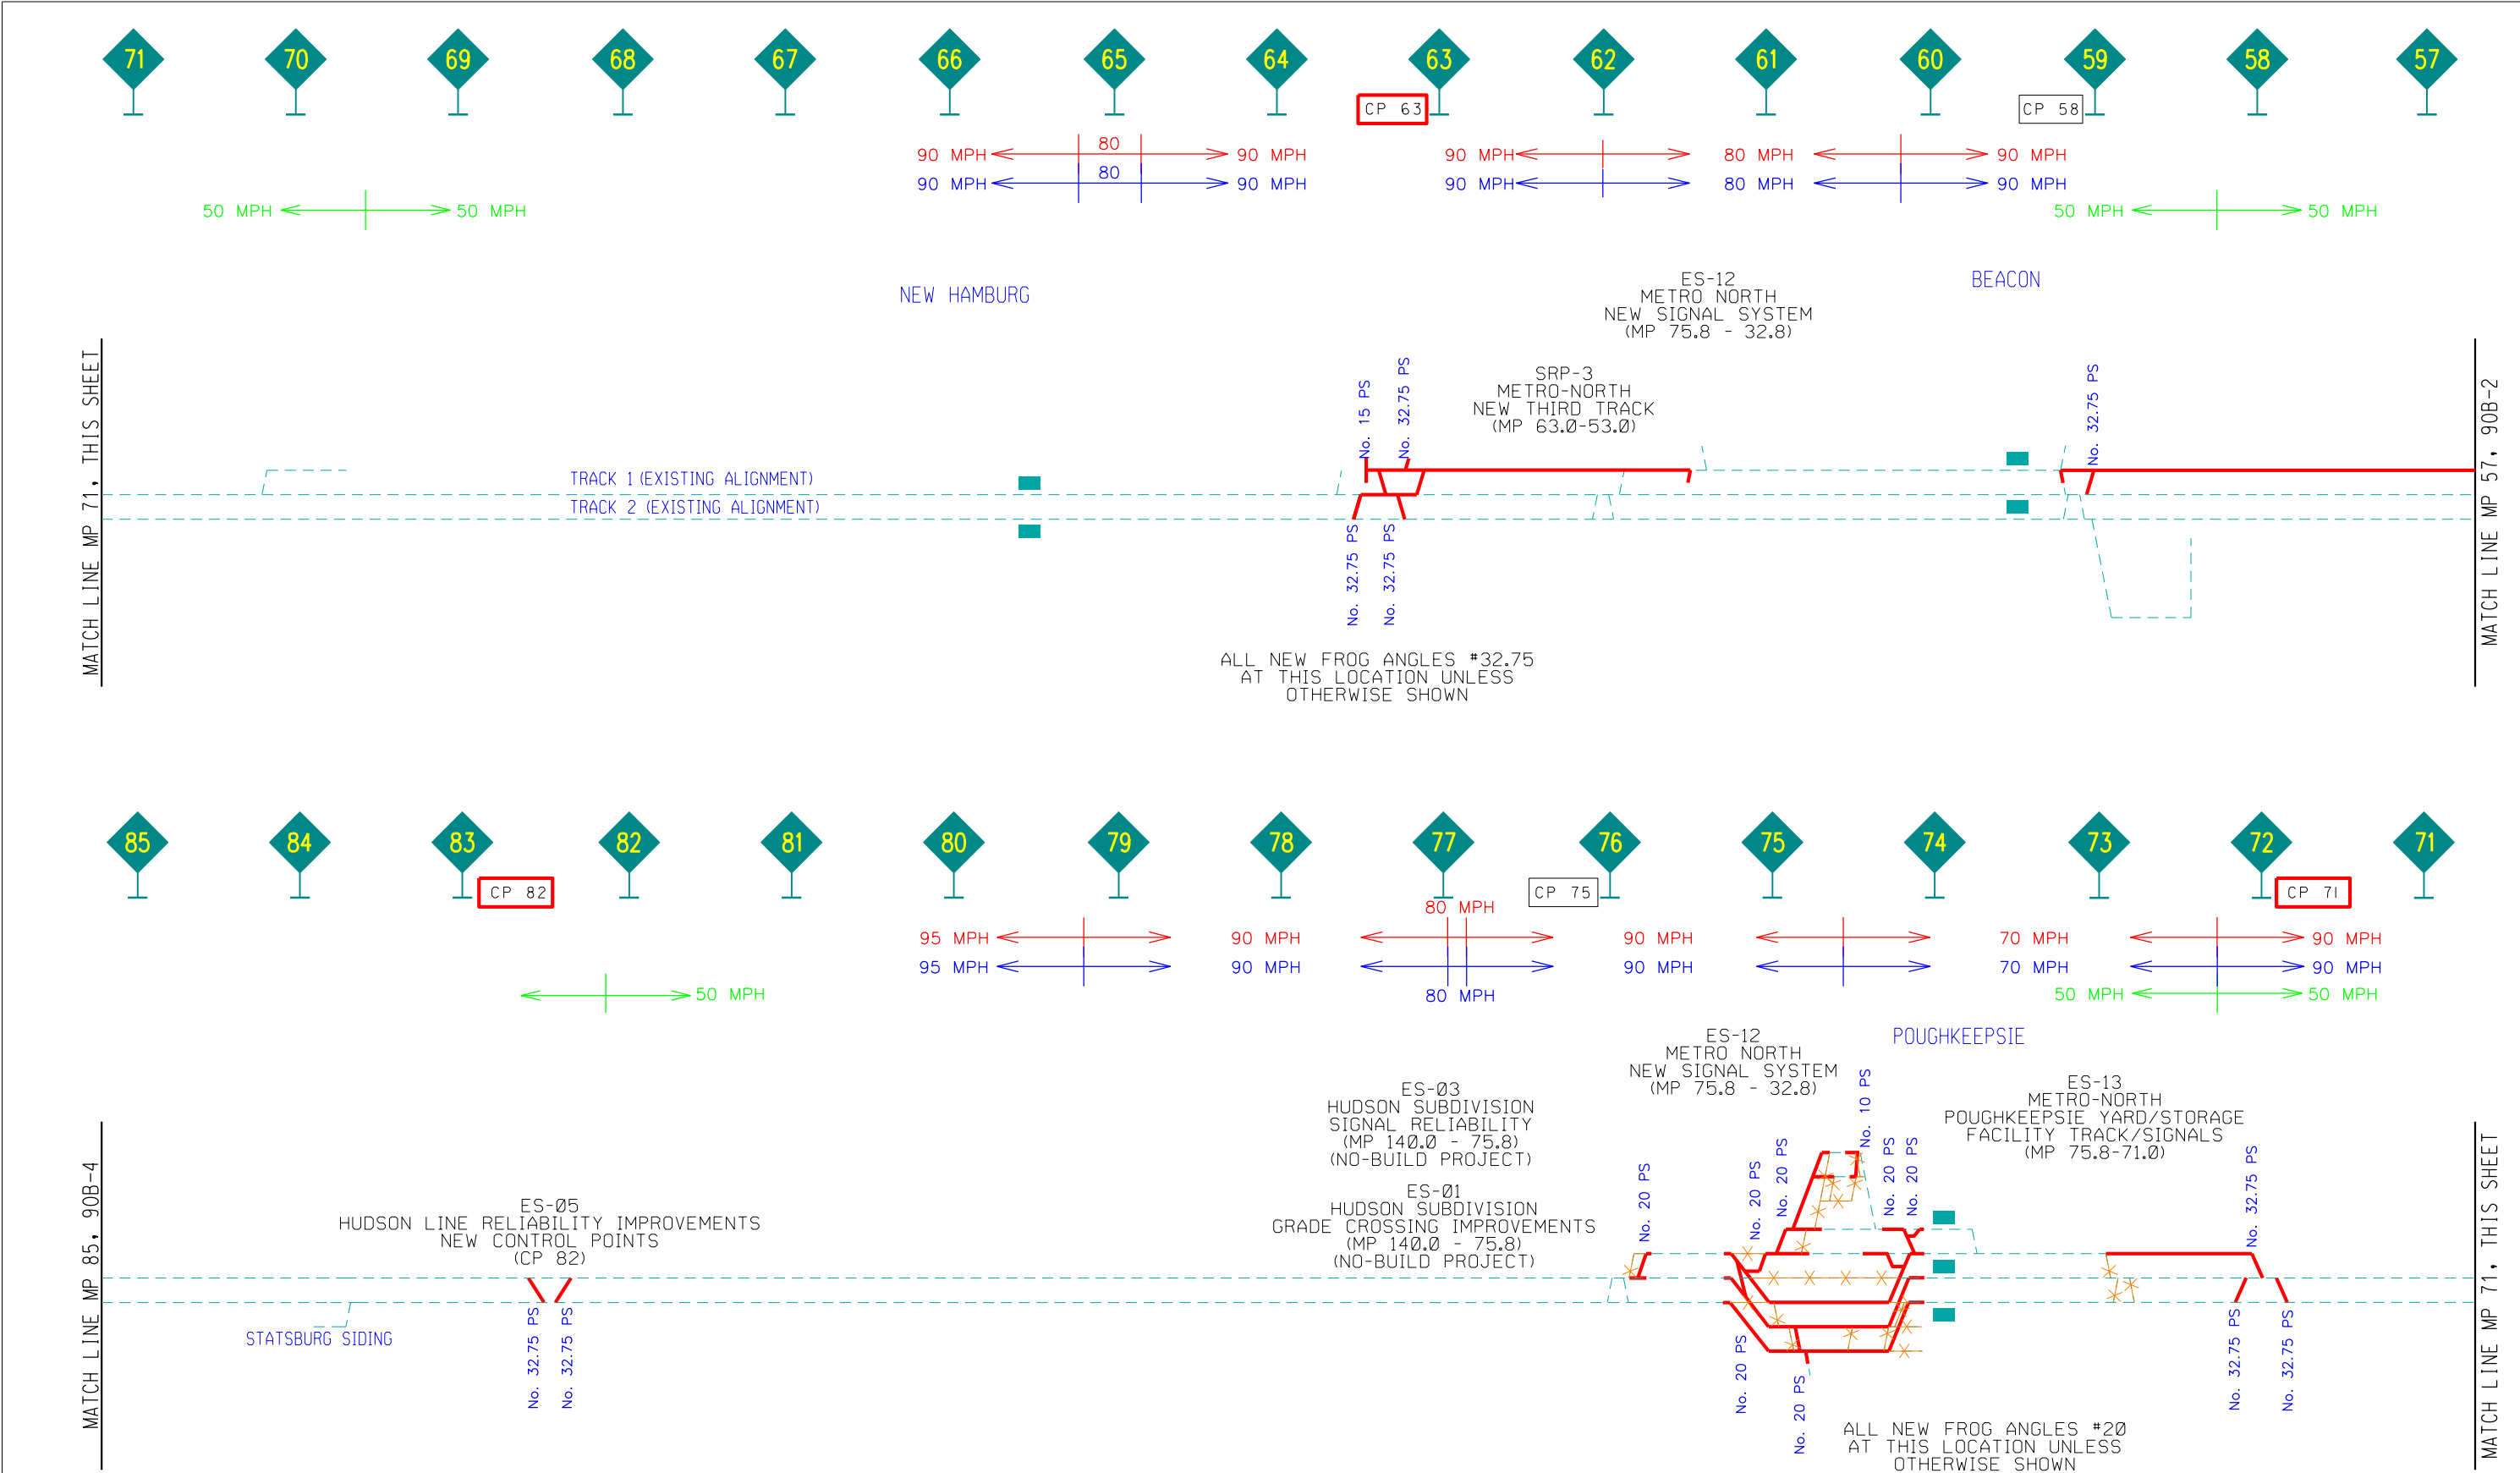 71 70 69 68 67 66 65 64 63 62 61 60 59 58 57
CP 63
CP 58
90 MPH 80 90 MPH 90 MPH 80 MPH 90 MPH
90 MPH 80 90 MPH 90 MPH 80 MPH 90 MPH
50 MPH 50 MPH 50 MPH 50 MPH
NEW HAMBURG
ES-12
METRO NORTH
NEW SIGNAL SYSTEM
(MP 75.8 - 32.8)
BEACON
MATCH LINE MP 71, THIS SHEET
TRACK 1 (EXISTING ALIGNMENT)
TRACK 2 (EXISTING ALIGNMENT)
No. 15 PS
No. 32.75 PS
SRP-3
METRO-NORTH
NEW THIRD TRACK
(MP 63.0-53.0)
No. 32.75 PS
No. 32.75 PS
No. 32.75 PS
MATCH LINE MP 57, 90B-2
ALL NEW FROG ANGLES #32.75
AT THIS LOCATION UNLESS
OTHERWISE SHOWN
85 84 83 82 81 80 79 78 77 76 75 74 73 72 71
CP 82
CP 75
CP 71
80 MPH
95 MPH 90 MPH 90 MPH 70 MPH 90 MPH
95 MPH 90 MPH 90 MPH 70 MPH 90 MPH
50 MPH 80 MPH 50 MPH 50 MPH
MATCH LINE MP 85, 90B-4
ES-05
HUDSON LINE RELIABILITY IMPROVEMENTS
NEW CONTROL POINTS
(CP 82)
STATSBURG SIDING
No. 32.75 PS
No. 32.75 PS
ES-03
HUDSON SUBDIVISION
SIGNAL RELIABILITY
(MP 140.0 - 75.8)
(NO-BUILD PROJECT)
ES-01
HUDSON SUBDIVISION
GRADE CROSSING IMPROVEMENTS
(MP 140.0 - 75.8)
(NO-BUILD PROJECT)
ES-12
METRO NORTH
NEW SIGNAL SYSTEM
(MP 75.8 - 32.8)
POUGHKEEPSIE
ES-13
METRO-NORTH
POUGHKEEPSIE YARD/STORAGE
FACILITY TRACK/SIGNALS
(MP 75.8-71.0)
No. 20 PS
No. 20 PS
No. 20 PS
No. 10 PS
No. 20 PS
No. 20 PS
No. 32.75 PS
No. 20 PS
No. 20 PS
No. 32.75 PS
No. 32.75 PS
ALL NEW FROG ANGLES #20
AT THIS LOCATION UNLESS
OTHERWISE SHOWN
MATCH LINE MP 71, THIS SHEET